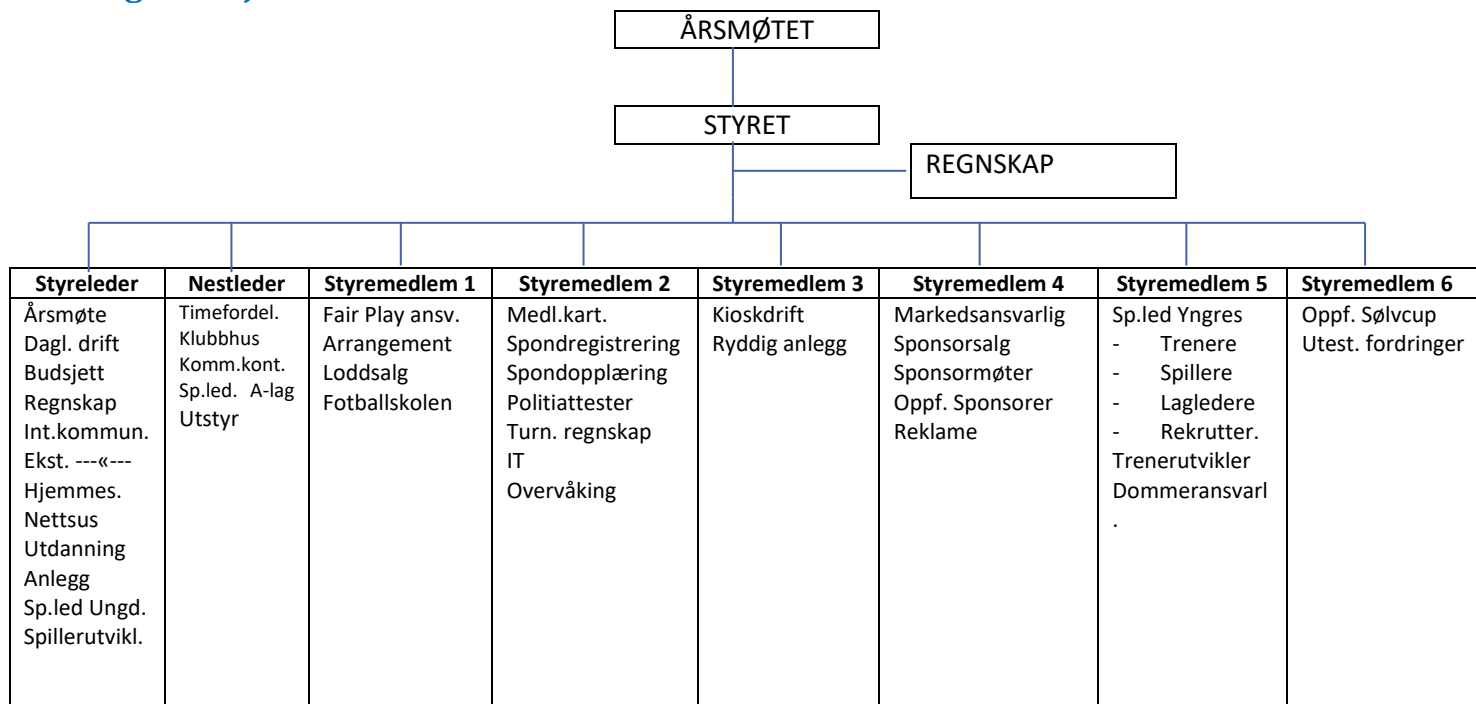 ÅRSMØTET
STYRET
REGNSKAP
Styreleder
Årsmøte
Dagl. drift
Budsjett
Regnskap
Int.kommun.
Ekst. ---«---
Hjemmes.
Nettsus
Utdanning
Anlegg
Sp.led Ungd.
Spillerutvikl.
Nestleder
Timefordel.
Klubbhus
Komm.kont.
Sp.led. A-lag
Utstyr
Styremedlem 1
Fair Play ansv.
Arrangement
Loddsalg
Fotballskolen
Styremedlem 2
Medl.kart.
Spondregistrering
Spondopplæring
Politiattester
Turn. regnskap
IT
Overvåking
Styremedlem 3
Kioskdrift
Ryddig anlegg
Styremedlem 4
Markedsansvarlig
Sponsorsalg
Sponsormøter
Oppf. Sponsorer
Reklame
Styremedlem 5
Sp.led Yngres
- Trenere
- Spillere
- Lagledere
- Rekrutter.
Trenerutvikler
Dommeransvarl
.
Styremedlem 6
Oppf. Sølvcup
Utest. fordringer